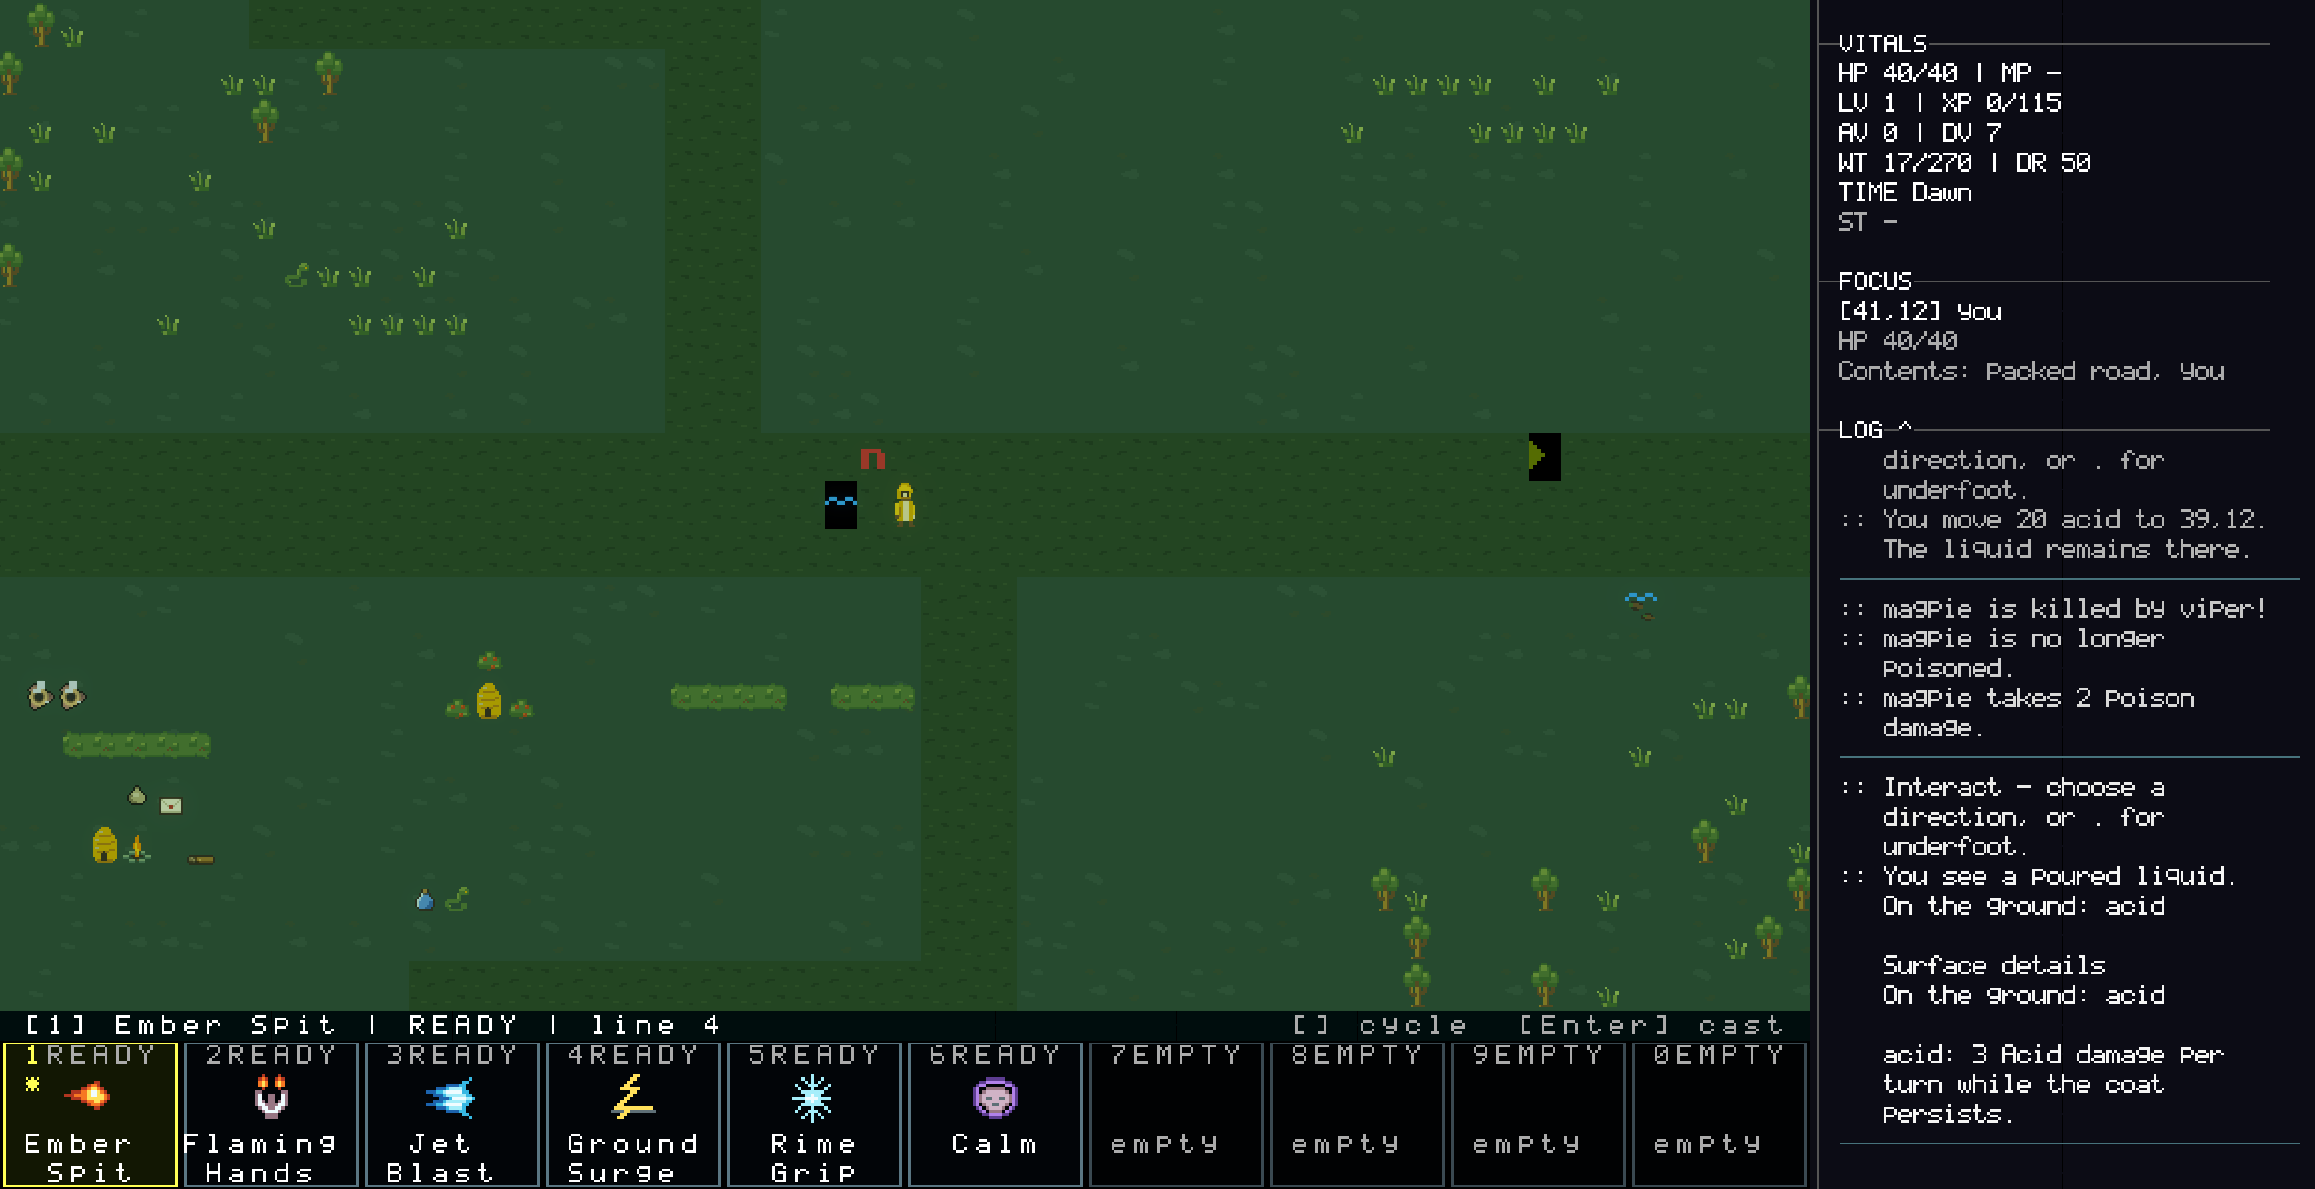 VITALS
HP 40/40 | MP -
LV 1 | XP 0/115
AV 0 | DV 7
WT 17/270 | DR 50
TIME Dawn
ST -
FOCUS
[41,12] You
HP 40/40
Contents: Packed road, You
LOG ^
direction, or . for
underfoot.
:: You move 20 acid to 39,12.
The liquid remains there.
:: magpie is killed by viper!
:: magpie is no longer
poisoned.
:: magpie takes 2 Poison
damage.
:: Interact - choose a
direction, or . for
underfoot.
:: You see a poured liquid.
On the ground: acid
Surface details
On the ground: acid
acid: 3 Acid damage per
turn while the coat
persists.
[1] Ember Spit | READY | line 4
[] cycle [Enter] cast
1READY 2READY 3READY 4READY 5READY 6READY 7EMPTY 8EMPTY 9EMPTY 0EMPTY
Ember Spit
Flaming Hands
Jet Blast
Ground Surge
Rime Grip
Calm
empty
empty
empty
empty